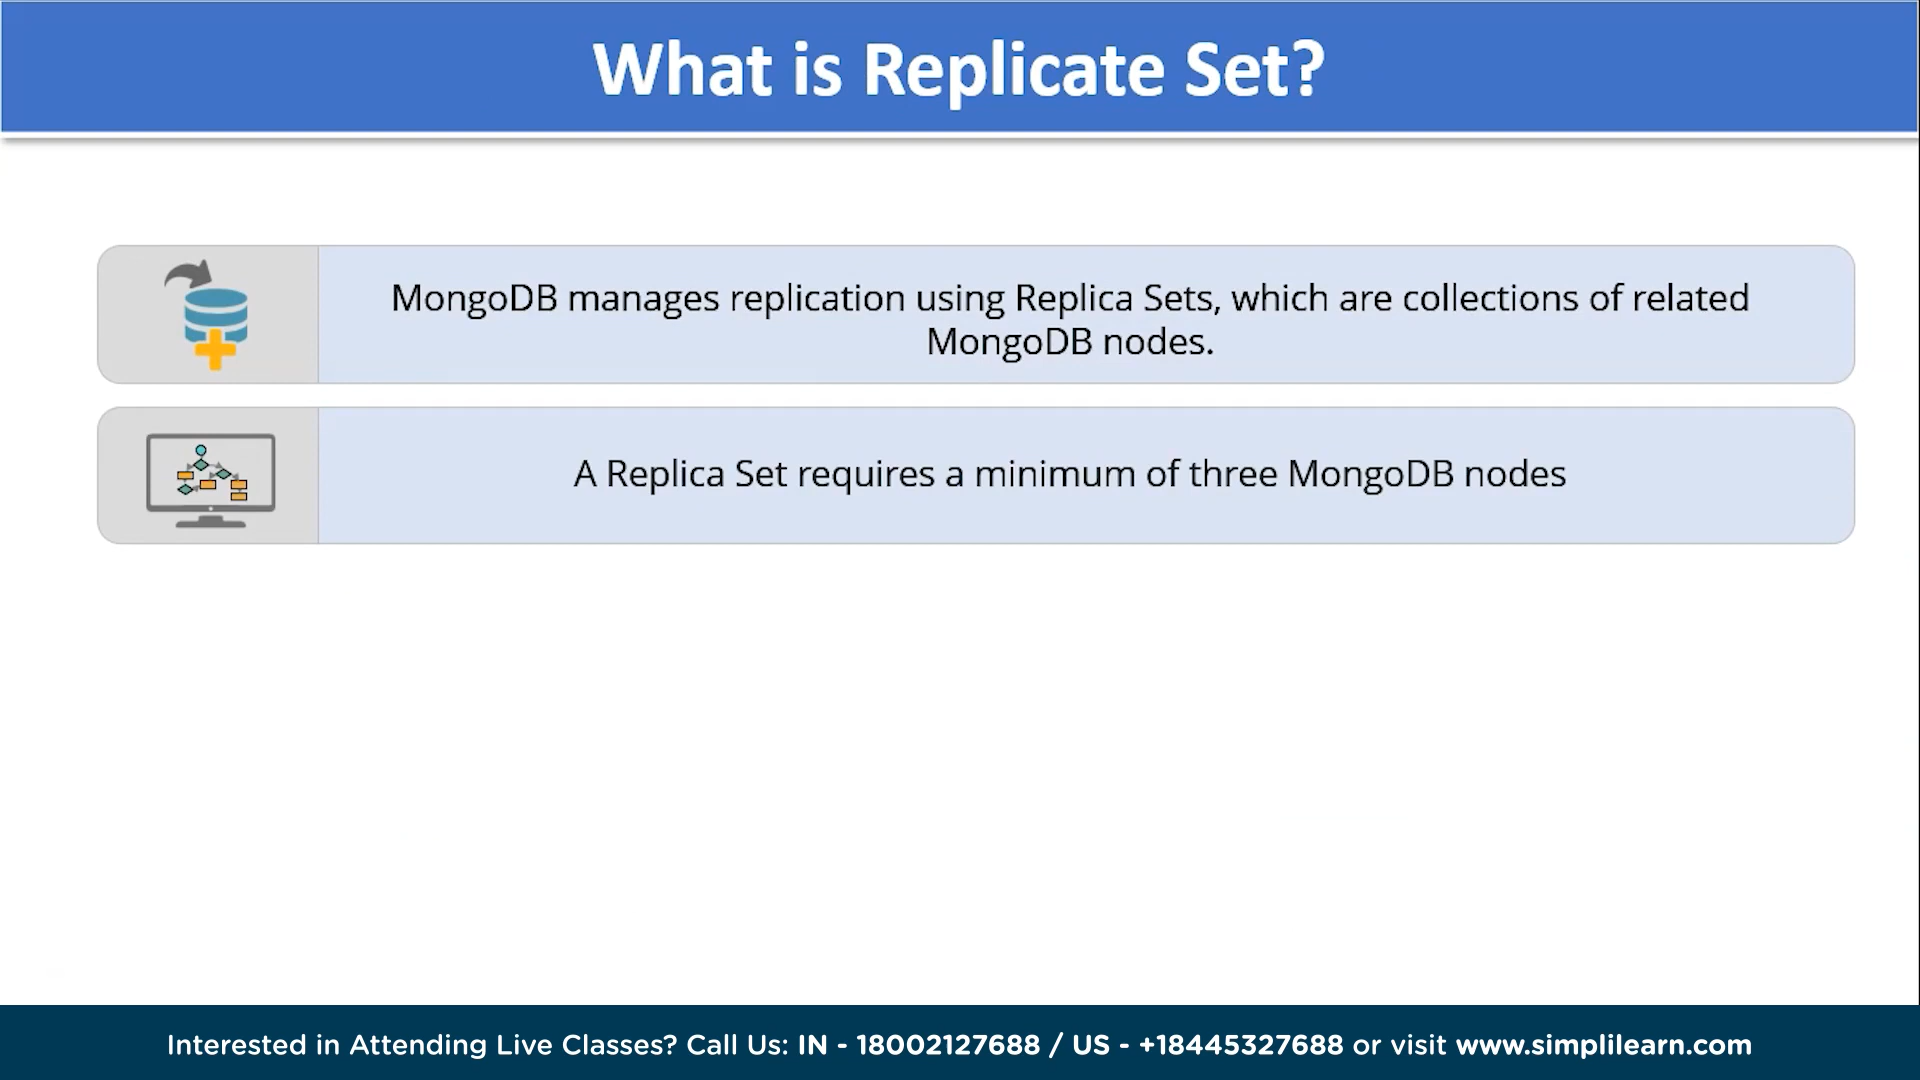 What is Replicate Set?
MongoDB manages replication using Replica Sets, which are collections of related
MongoDB nodes.
A Replica Set requires a minimum of three MongoDB nodes
Interested in Attending Live Classes? Call Us: IN - 18002127688 / US - +18445327688 or visit www.simplilearn.com